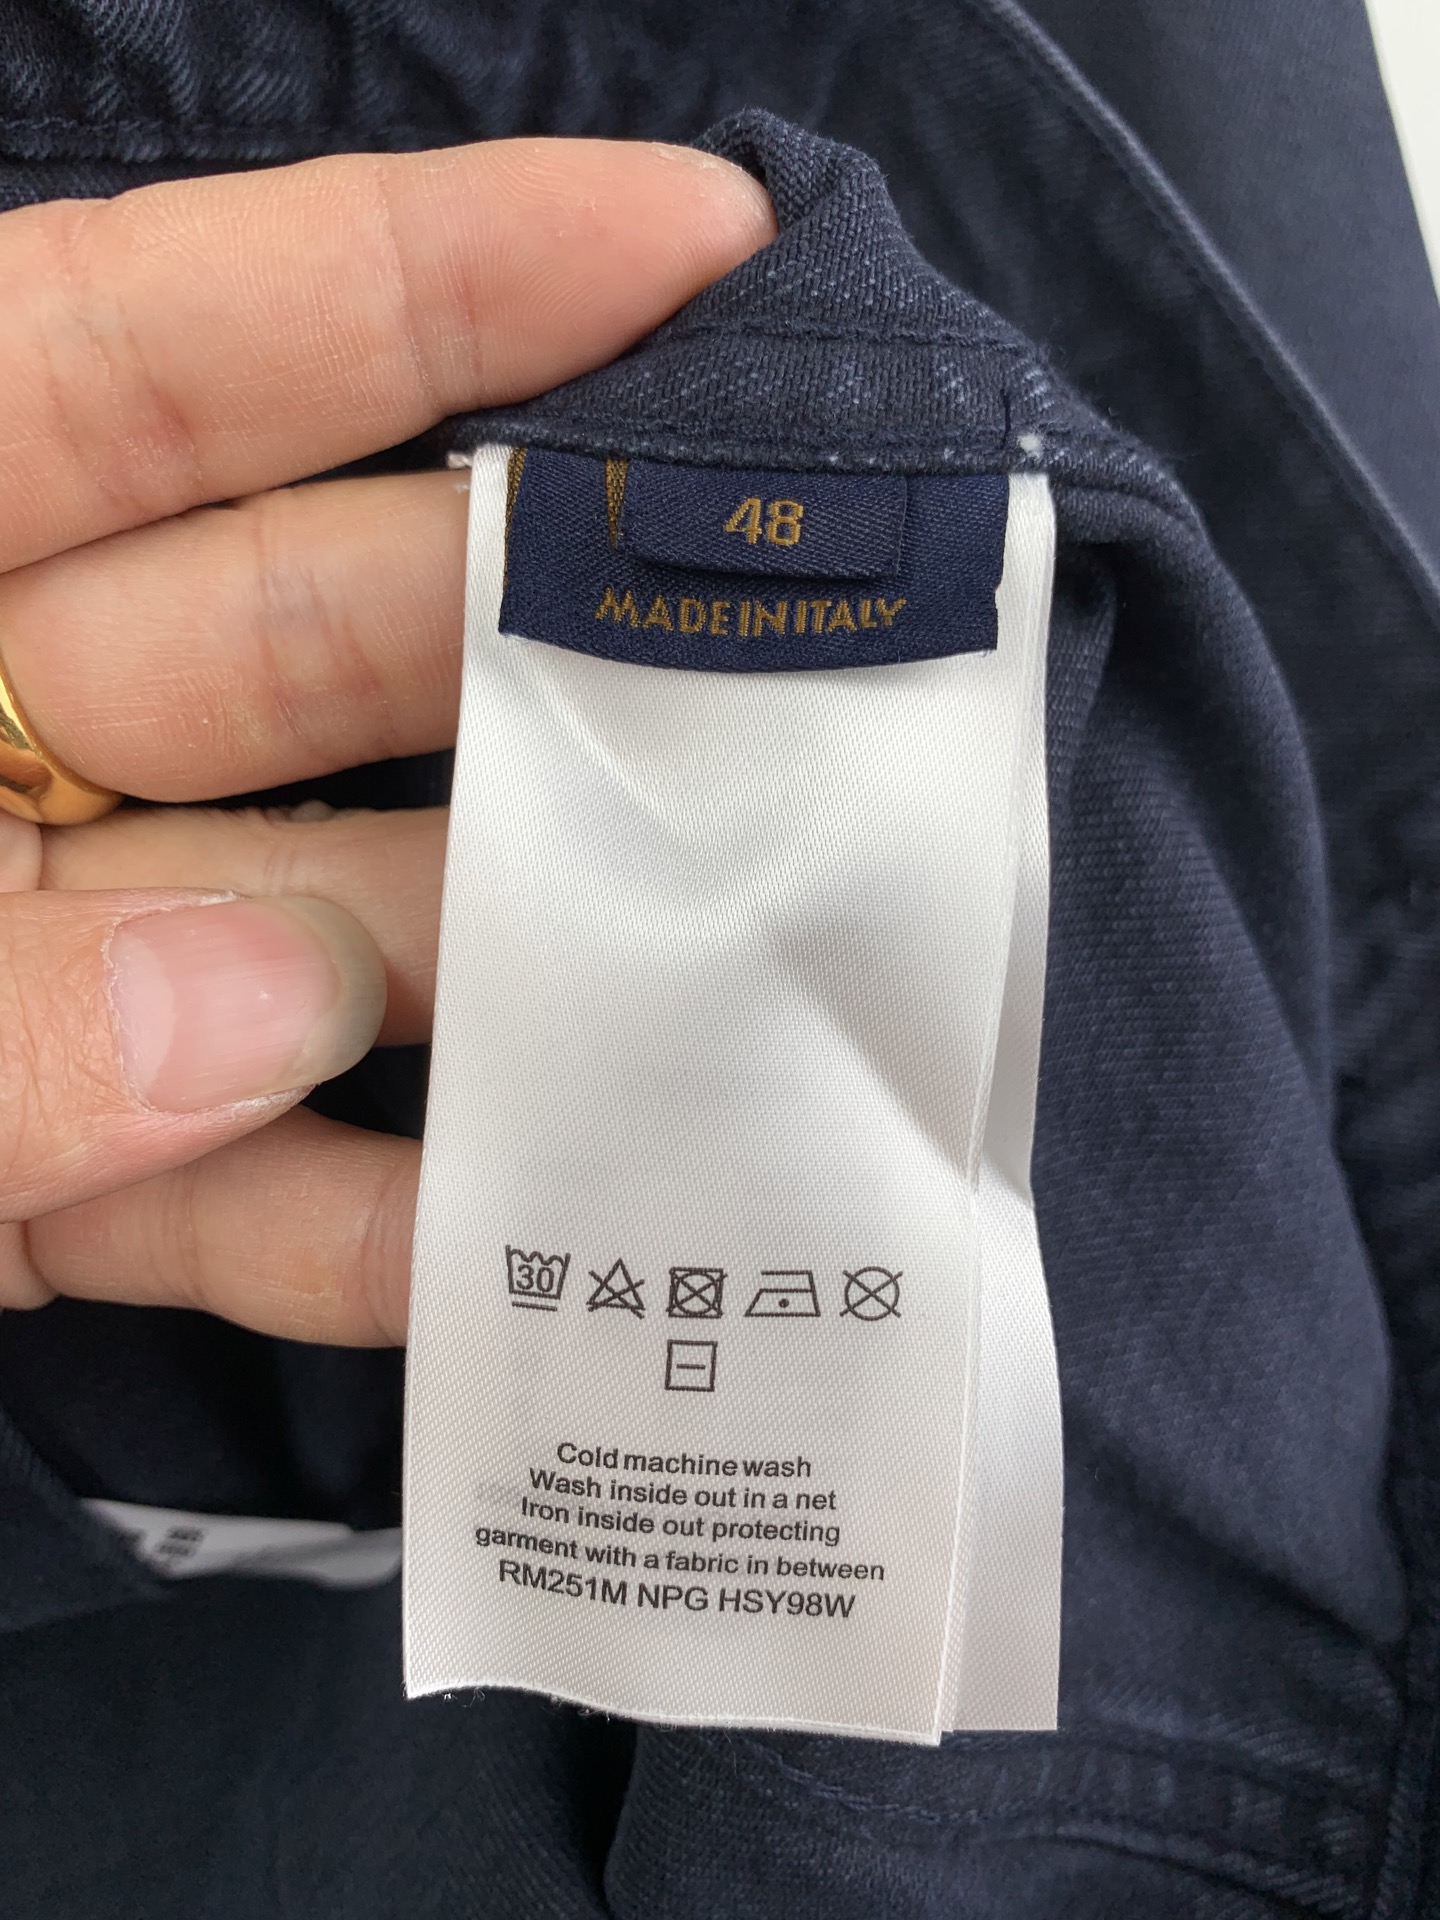 48
MADE IN ITALY
30
Cold machine wash
Wash inside out in a net
Iron inside out protecting
garment with a fabric in between
RM251M NPG HSY98W